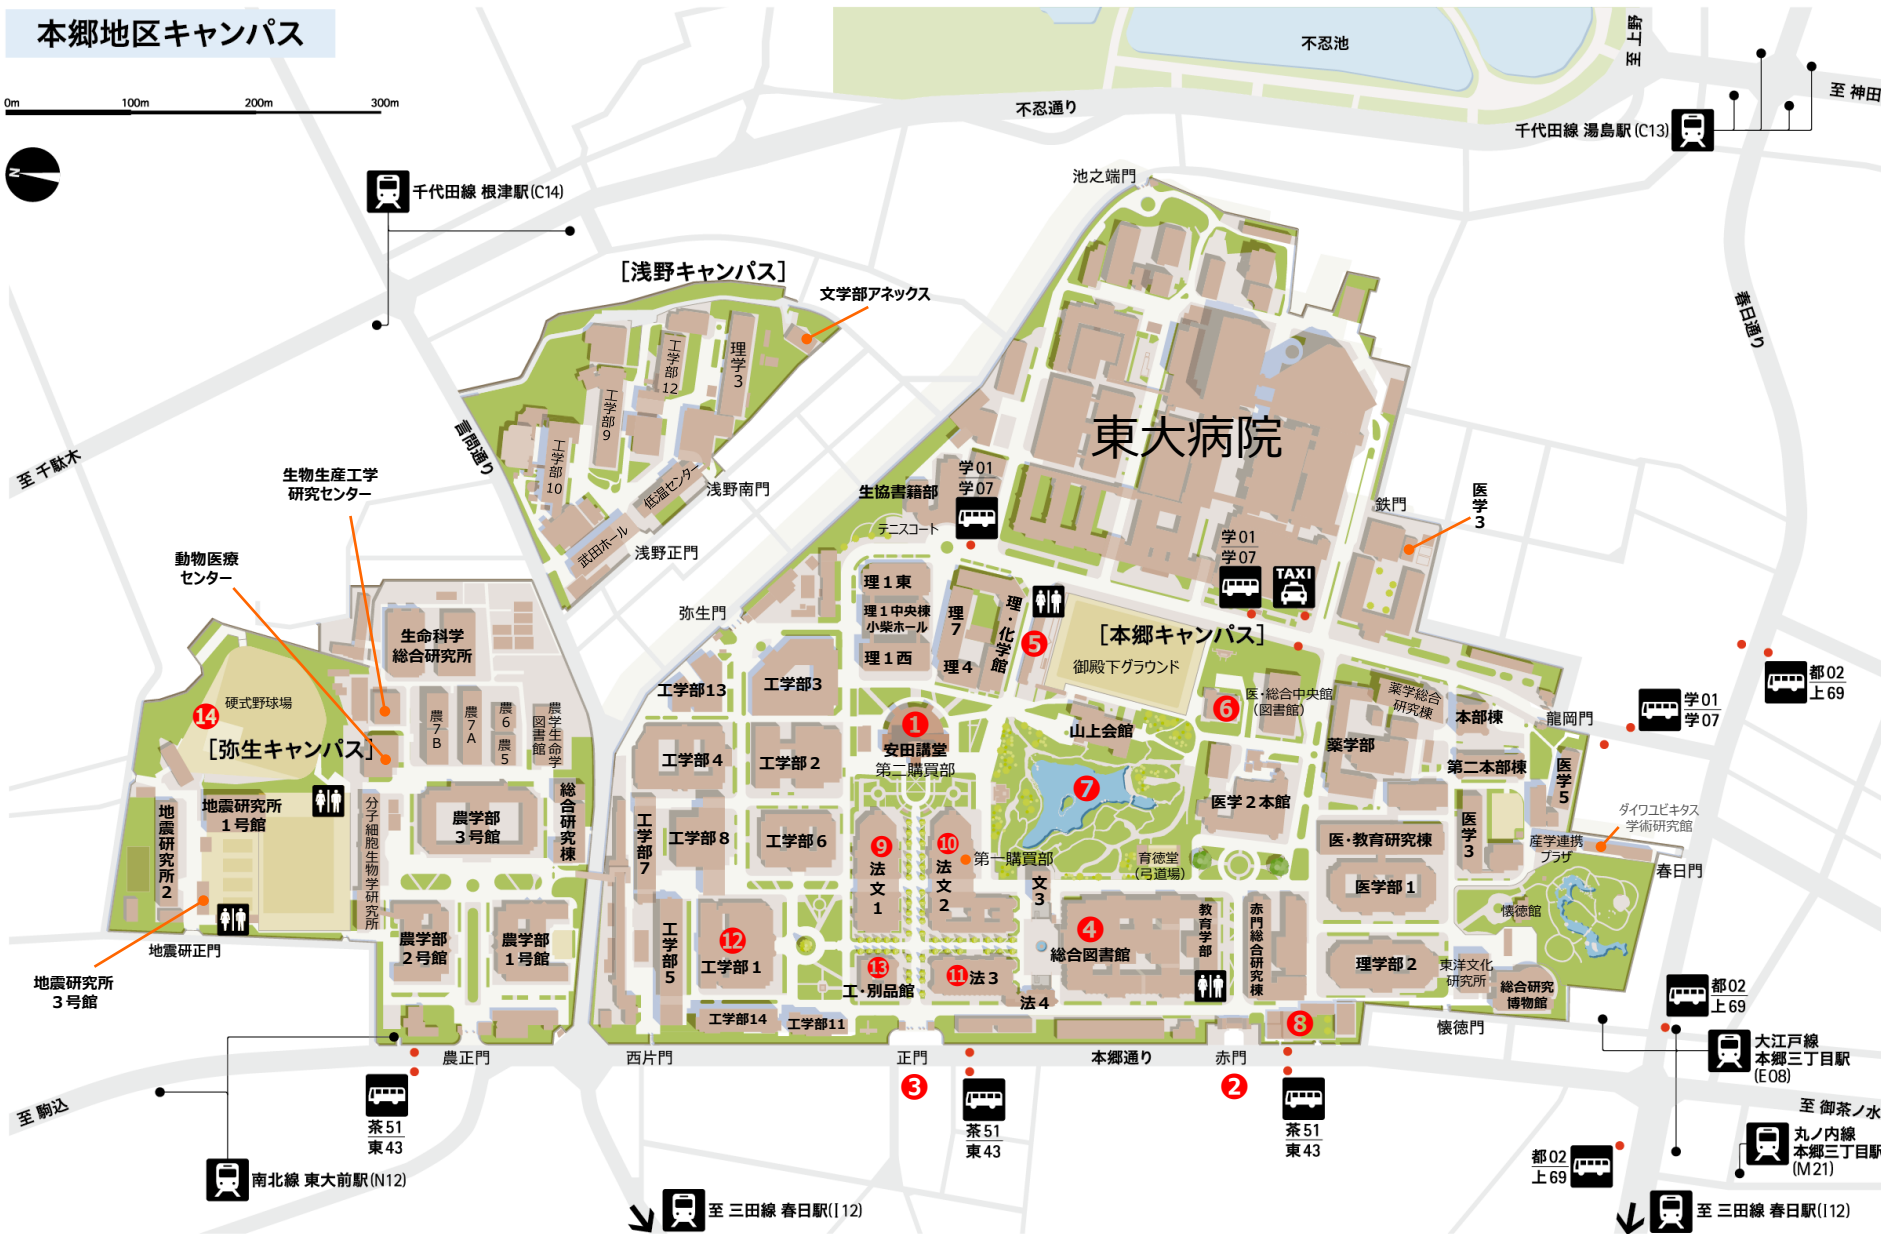 本郷地区キャンパス
0m
100m
200m
300m
N
不忍池
至 上野
至 神田
不忍通り
千代田線 湯島駅(C13)
千代田線 根津駅(C14)
池之端門
春日通り
[浅野キャンパス]
文学部アネックス
工学部12
理学3
工学部9
工学部10
低温センター
武田ホール
浅野南門
浅野正門
言問通り
至 千駄木
生物生産工学
研究センター
動物医療
センター
東大病院
学01
学07
生協書籍部
テニスコート
学01
学07
TAXI
鉄門
医学3
弥生門
理1東
理1中央棟
小柴ホール
理1西
理7
理4
理・化学館
5
[本郷キャンパス]
御殿下グラウンド
生命科学
総合研究所
硬式野球場
14
[弥生キャンパス]
農7B
農7A
農6
農5
農学生命科学
図書館
工学部13
工学部3
1
安田講堂
第二購買部
山上会館
6
医・総合中央館
(図書館)
薬学総合
研究棟
薬学部
本部棟
龍岡門
学01
学07
都02
上69
第二本部棟
医学5
工学部4
工学部2
7
医学2本館
地震研究所
1号館
地震研究所2
分子細胞生物学研究所
農学部
3号館
総合研究棟
工学部7
工学部8
工学部6
9
法文1
10
法文2
第一購買部
文3
育徳堂
(弓道場)
医・教育研究棟
医学部1
医学3
ダイワユビキタス
学術研究館
産学連携
プラザ
春日門
懐徳館
地震研正門
地震研究所
3号館
農学部
2号館
農学部
1号館
工学部5
12
工学部1
13
工・別品館
11
法3
法4
4
総合図書館
教育学部
赤門総合研究棟
理学部2
東洋文化
研究所
総合研究
博物館
工学部14
工学部11
8
懐徳門
都02
上69
大江戸線
本郷三丁目駅
(E08)
農正門
西片門
正門
3
本郷通り
赤門
2
至 駒込
茶51
東43
茶51
東43
茶51
東43
至 御茶ノ水
丸ノ内線
本郷三丁目駅
(M21)
都02
上69
南北線 東大前駅(N12)
至 三田線 春日駅(I12)
至 三田線 春日駅(I12)